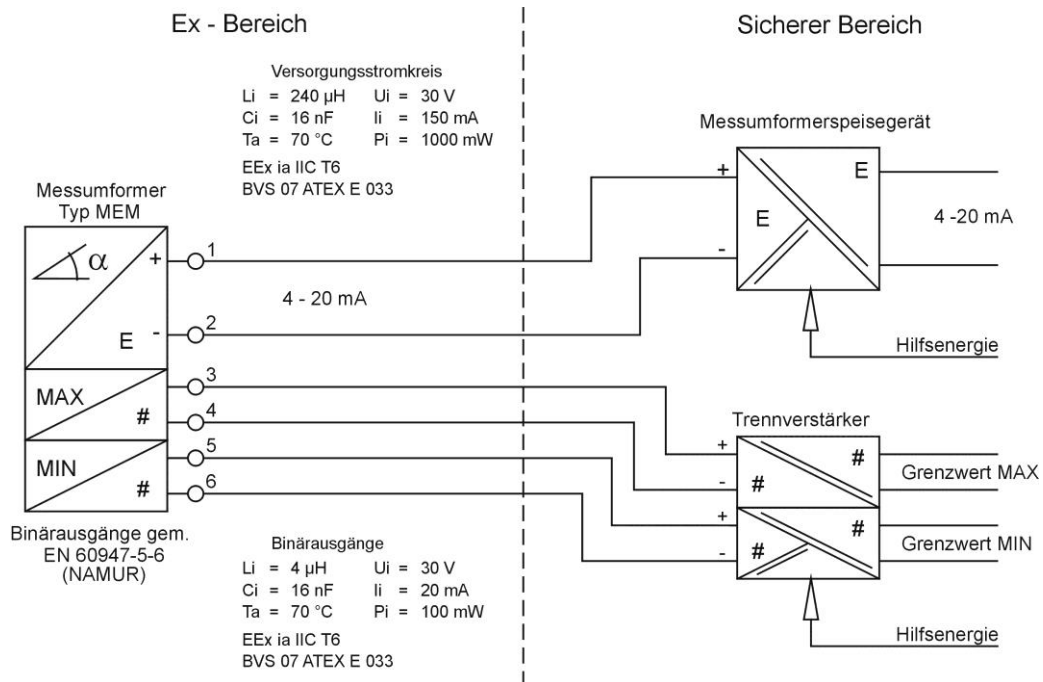 Ex - Bereich
Sicherer Bereich
Versorgungsstromkreis
Li = 240 µH Ui = 30 V
Ci = 16 nF Ii = 150 mA
Ta = 70 °C Pi = 1000 mW
EEx ia IIC T6
BVS 07 ATEX E 033
Messumformer
Typ MEM
α
+
-
E
1
2
4 - 20 mA
Messumformerspeisegerät
+
-
E
E
4 -20 mA
Hilfsenergie
MAX
#
3
4
MIN
#
5
6
Binärausgänge gem.
EN 60947-5-6
(NAMUR)
Binärausgänge
Li = 4 µH Ui = 30 V
Ci = 16 nF Ii = 20 mA
Ta = 70 °C Pi = 100 mW
EEx ia IIC T6
BVS 07 ATEX E 033
Trennverstärker
+
-
#
#
Grenzwert MAX
+
-
#
#
Grenzwert MIN
Hilfsenergie